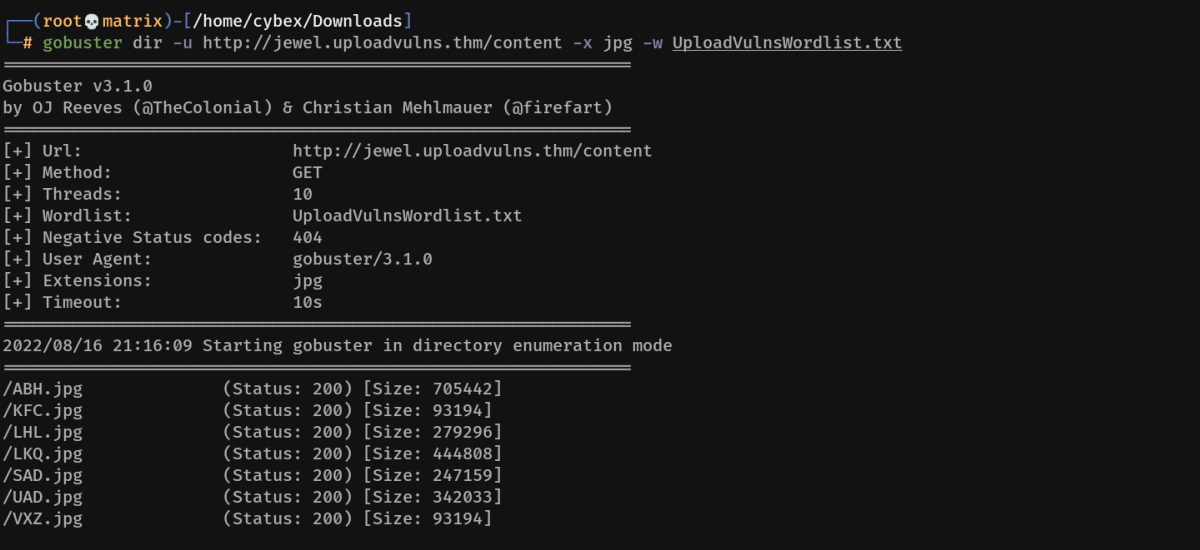 ┌──(root💀matrix)-[/home/cybex/Downloads]
└─# gobuster dir -u http://jewel.uploadvulns.thm/content -x jpg -w UploadVulnsWordlist.txt
===============================================================
Gobuster v3.1.0
by OJ Reeves (@TheColonial) & Christian Mehlmauer (@firefart)
===============================================================
[+] Url:                     http://jewel.uploadvulns.thm/content
[+] Method:                  GET
[+] Threads:                 10
[+] Wordlist:                UploadVulnsWordlist.txt
[+] Negative Status codes:   404
[+] User Agent:              gobuster/3.1.0
[+] Extensions:              jpg
[+] Timeout:                 10s
===============================================================
2022/08/16 21:16:09 Starting gobuster in directory enumeration mode
===============================================================
/ABH.jpg              (Status: 200) [Size: 705442]
/KFC.jpg              (Status: 200) [Size: 93194]
/LHL.jpg              (Status: 200) [Size: 279296]
/LKQ.jpg              (Status: 200) [Size: 444808]
/SAD.jpg              (Status: 200) [Size: 247159]
/UAD.jpg              (Status: 200) [Size: 342033]
/VXZ.jpg              (Status: 200) [Size: 93194]